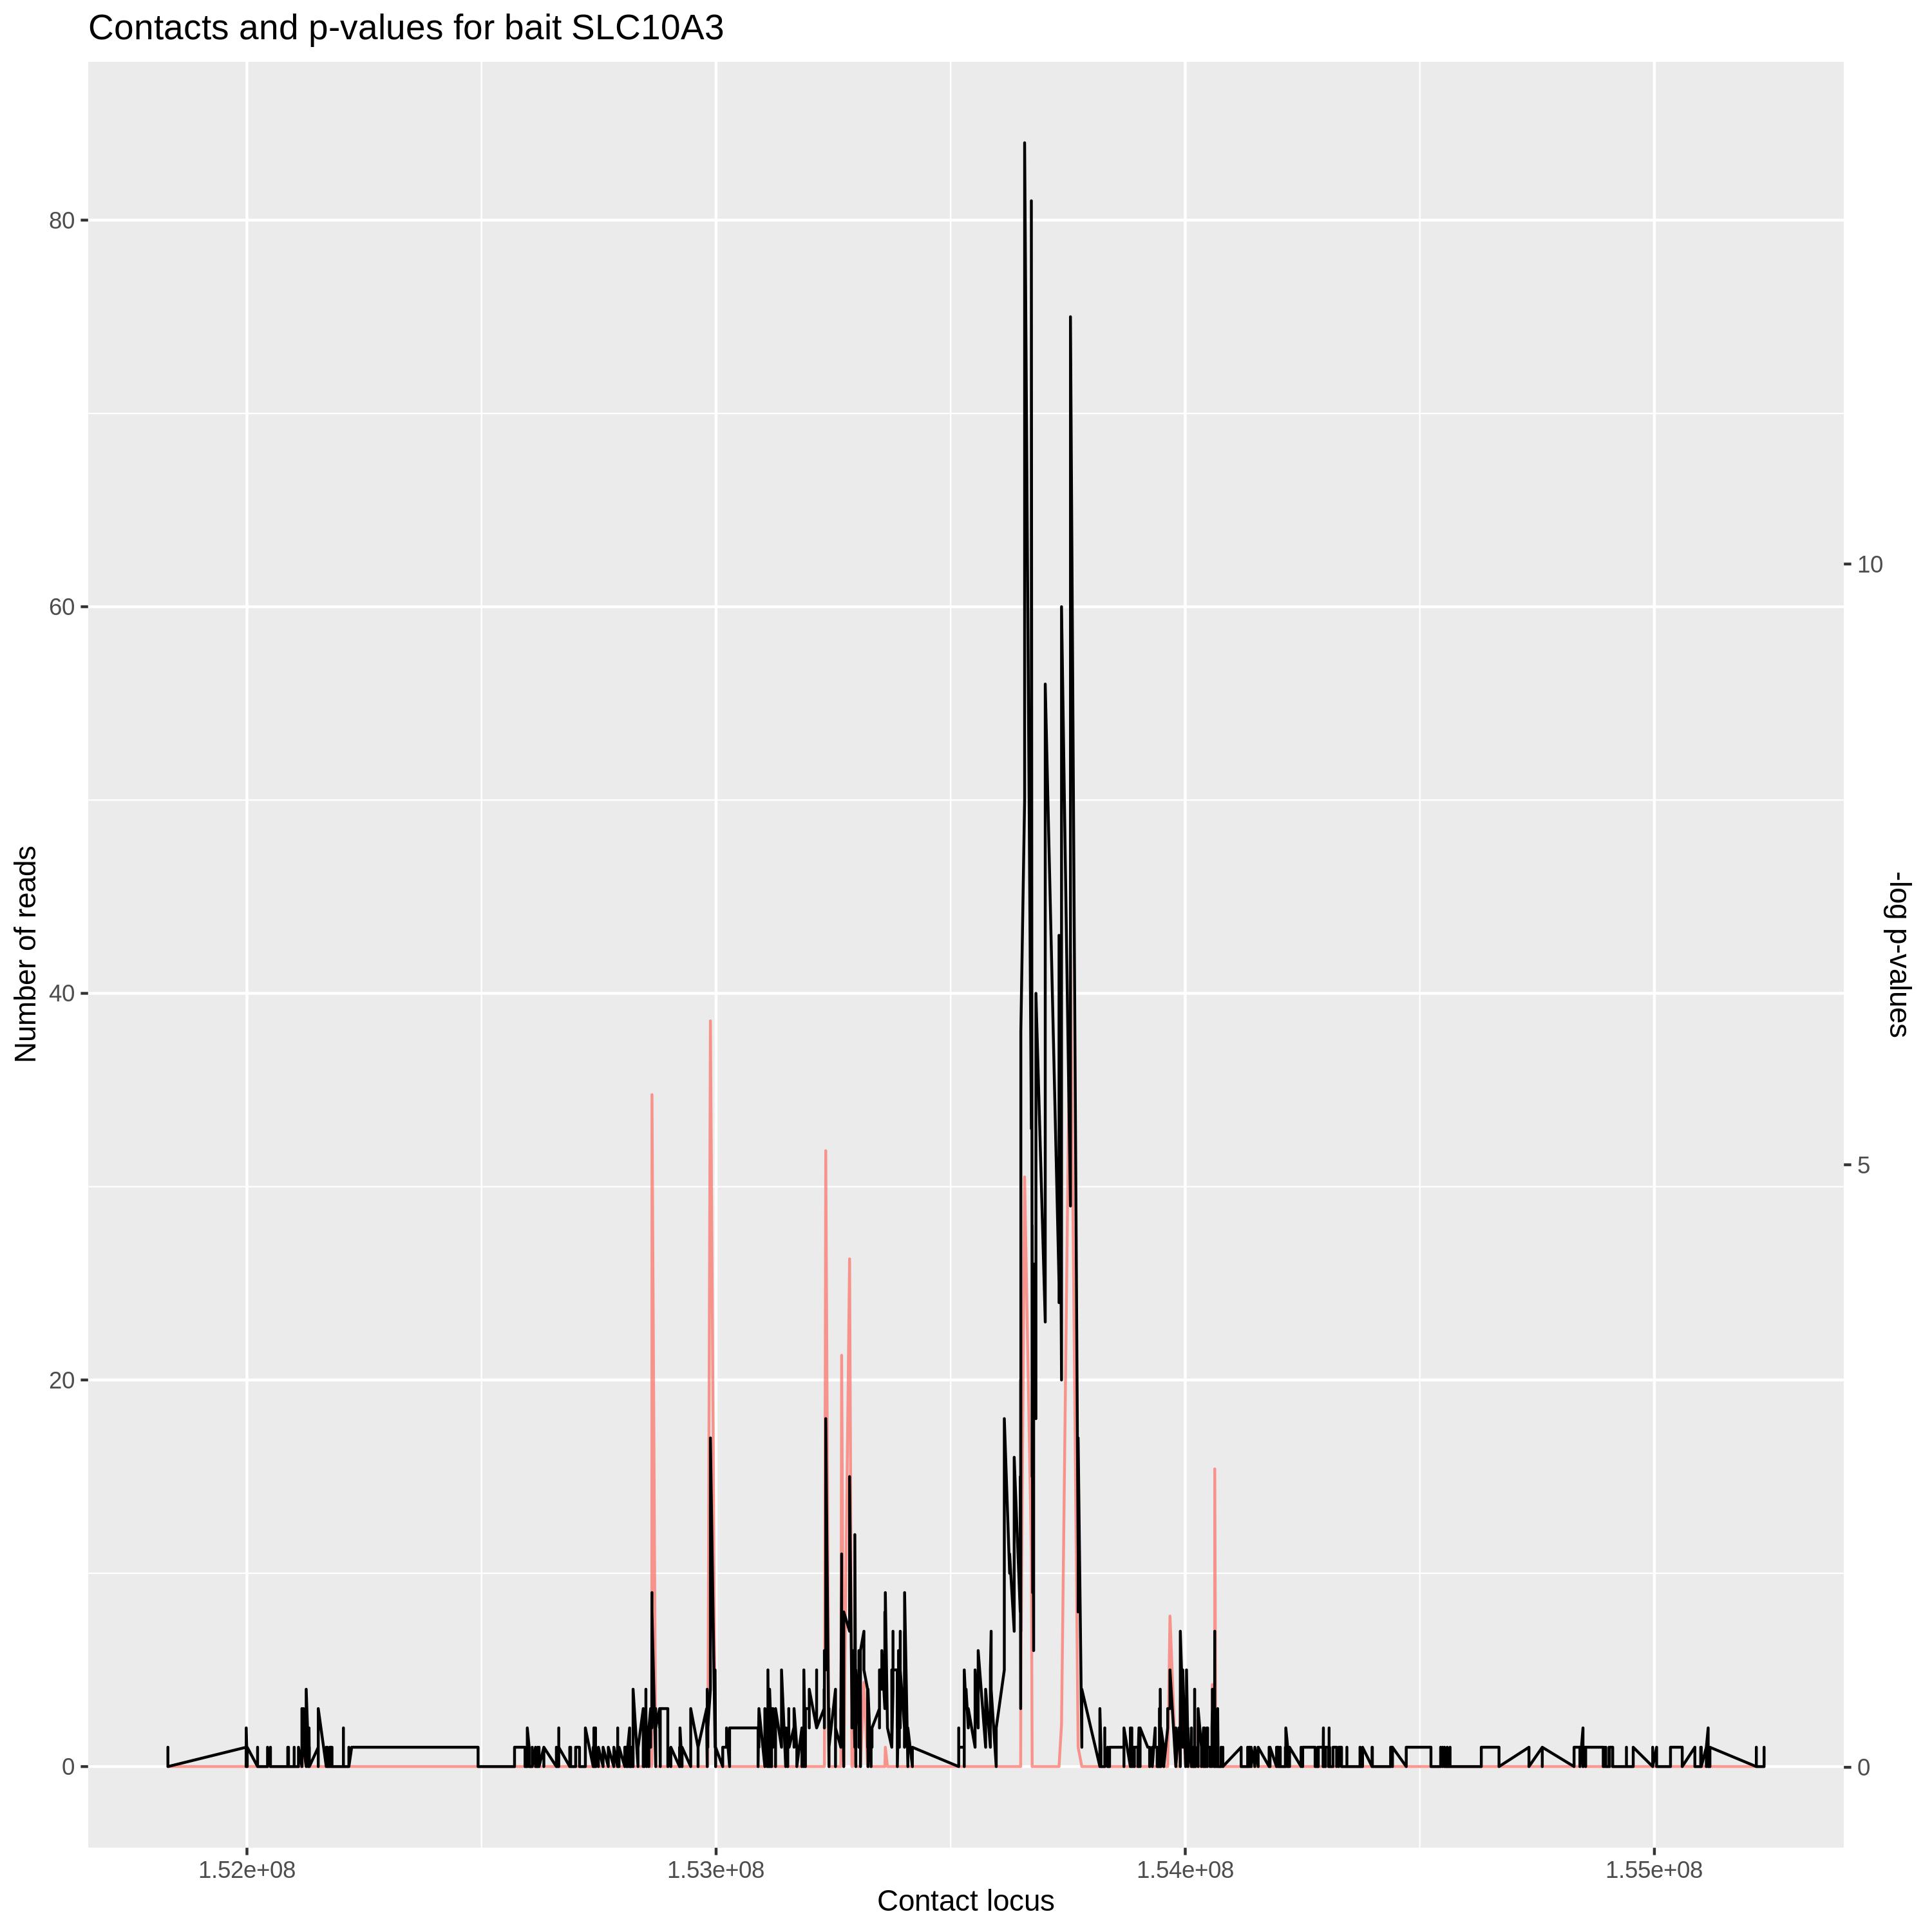 Contacts and p-values for bait SLC10A3
80
60
40
20
0
Number of reads
10
5
0
-log p-values
1.52e+08 1.53e+08 1.54e+08 1.55e+08
Contact locus